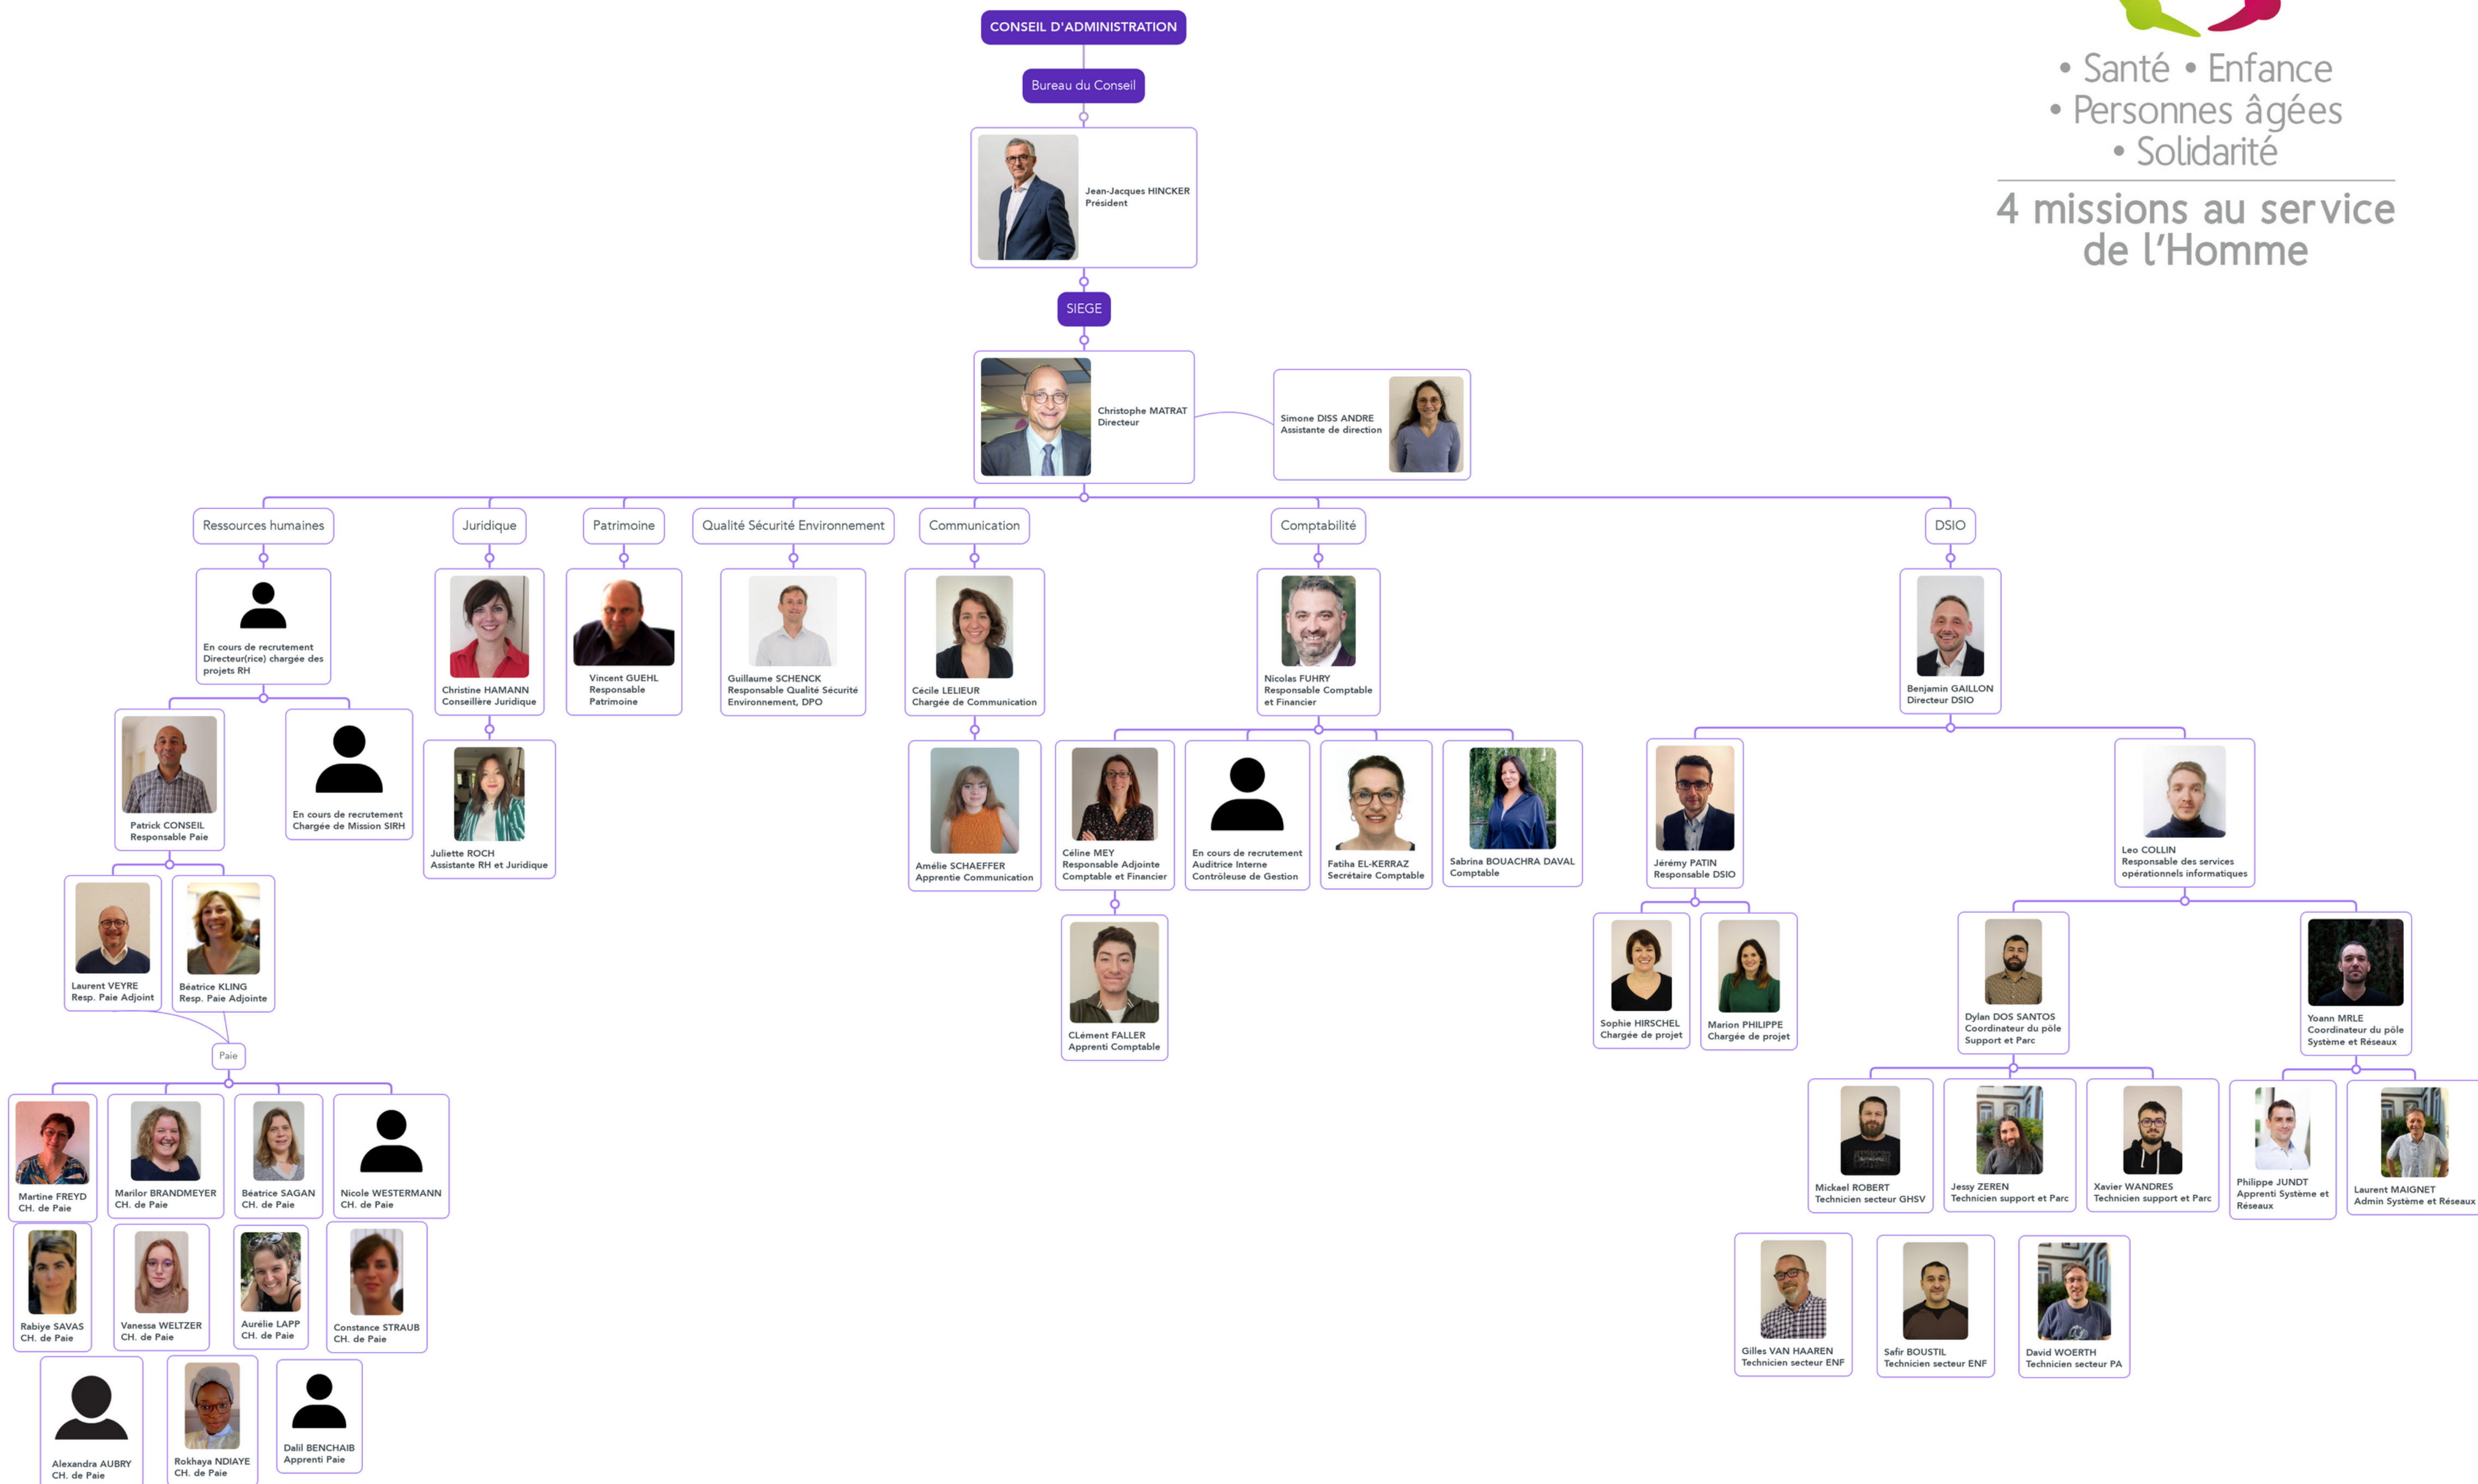 CONSEIL D'ADMINISTRATION
Bureau du Conseil
Jean-Jacques HINCKER
Président
SIEGE
Christophe MATRAT
Directeur
Simone DISS ANDRE
Assistante de direction
• Santé • Enfance
• Personnes âgées
• Solidarité
4 missions au service
de l'Homme
Ressources humaines
Juridique
Patrimoine
Qualité Sécurité Environnement
Communication
Comptabilité
DSIO
En cours de recrutement
Directeur(rice) chargée des
projets RH
Christine HAMANN
Conseillère Juridique
Vincent GUEHL
Responsable
Patrimoine
Guillaume SCHENCK
Responsable Qualité Sécurité
Environnement, DPO
Cécile LELIEUR
Chargée de Communication
Nicolas FUHRY
Responsable Comptable
et Financier
Benjamin GAILLON
Directeur DSIO
Patrick CONSEIL
Responsable Paie
En cours de recrutement
Chargée de Mission SIRH
Juliette ROCH
Assistante RH et Juridique
Amélie SCHAEFFER
Apprentie Communication
Céline MEY
Responsable Adjointe
Comptable et Financier
En cours de recrutement
Auditrice Interne
Contrôleuse de Gestion
Fatiha EL-KERRAZ
Secrétaire Comptable
Sabrina BOUACHRA DAVAL
Comptable
Jérémy PATIN
Responsable DSIO
Leo COLLIN
Responsable des services
opérationnels informatiques
Laurent VEYRE
Resp. Paie Adjoint
Béatrice KLING
Resp. Paie Adjointe
CLément FALLER
Apprenti Comptable
Sophie HIRSCHEL
Chargée de projet
Marion PHILIPPE
Chargée de projet
Dylan DOS SANTOS
Coordinateur du pôle
Support et Parc
Yoann MRLE
Coordinateur du pôle
Système et Réseaux
Paie
Martine FREYD
CH. de Paie
Marilor BRANDMEYER
CH. de Paie
Béatrice SAGAN
CH. de Paie
Nicole WESTERMANN
CH. de Paie
Mickael ROBERT
Technicien secteur GHSV
Jessy ZEREN
Technicien support et Parc
Xavier WANDRES
Technicien support et Parc
Philippe JUNDT
Apprenti Système et
Réseaux
Laurent MAIGNET
Admin Système et Réseaux
Rabiye SAVAS
CH. de Paie
Vanessa WELTZER
CH. de Paie
Aurélie LAPP
CH. de Paie
Constance STRAUB
CH. de Paie
Gilles VAN HAAREN
Technicien secteur ENF
Safir BOUSTIL
Technicien secteur ENF
David WOERTH
Technicien secteur PA
Alexandra AUBRY
CH. de Paie
Rokhaya NDIAYE
CH. de Paie
Dalil BENCHAIB
Apprenti Paie